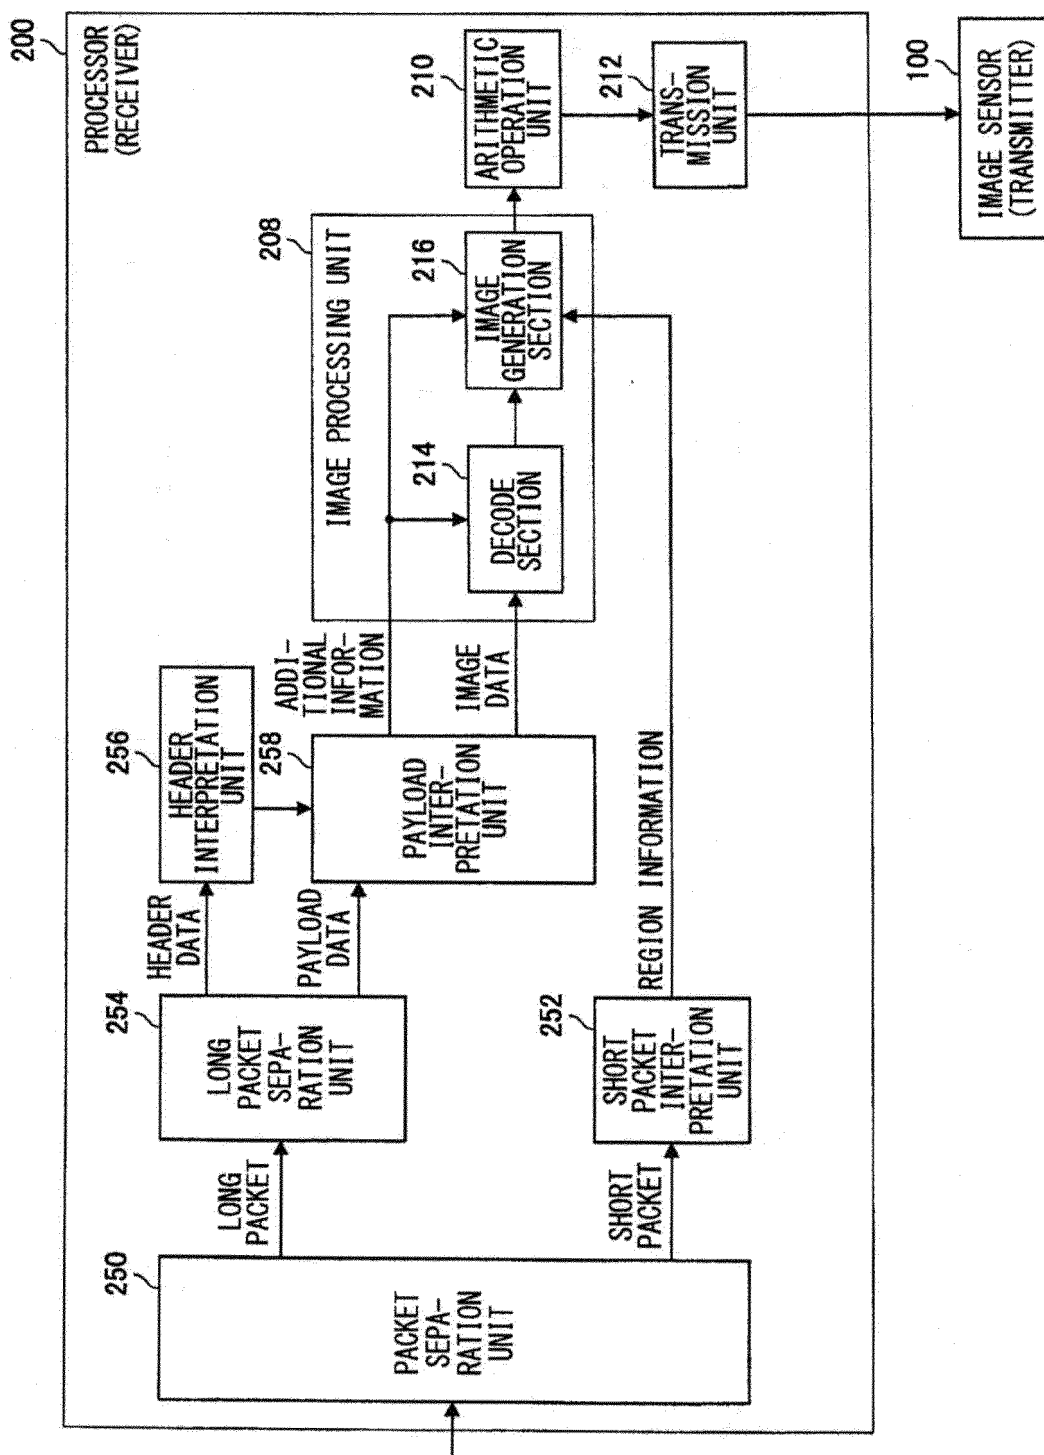 200
PROCESSOR
(RECEIVER)
250
PACKET
SEPA-
RATION
UNIT
LONG
PACKET
SHORT
PACKET
254
LONG
PACKET
SEPA-
RATION
UNIT
252
SHORT
PACKET
INTER-
PRETATION
UNIT
HEADER
DATA
PAYLOAD
DATA
REGION INFORMATION
256
HEADER
INTERPRETATION
UNIT
258
PAYLOAD
INTER-
PRETATION
UNIT
ADDI-
TIONAL
INFOR-
MATION
IMAGE
DATA
208
IMAGE PROCESSING UNIT
214
DECODE
SECTION
216
IMAGE
GENERATION
SECTION
210
ARITHMETIC
OPERATION
UNIT
212
TRANS-
MISSION
UNIT
100
IMAGE SENSOR
(TRANSMITTER)